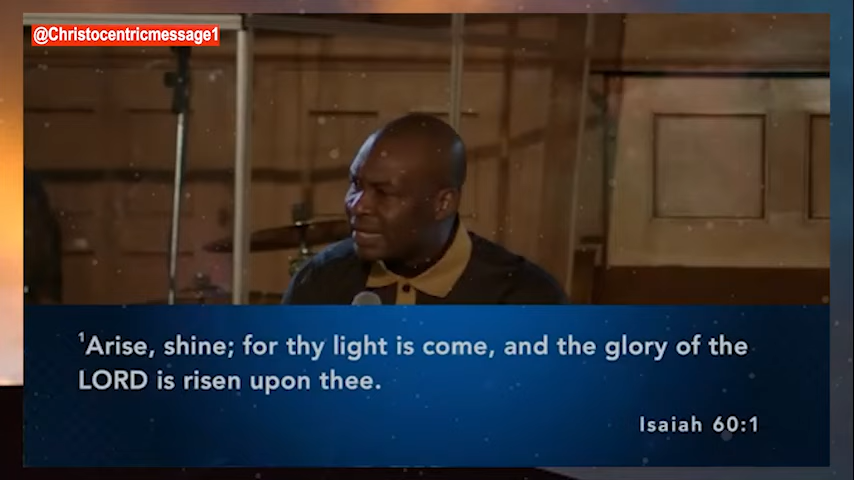 @Christocentricmessage1
¹Arise, shine; for thy light is come, and the glory of the
LORD is risen upon thee.
Isaiah 60:1